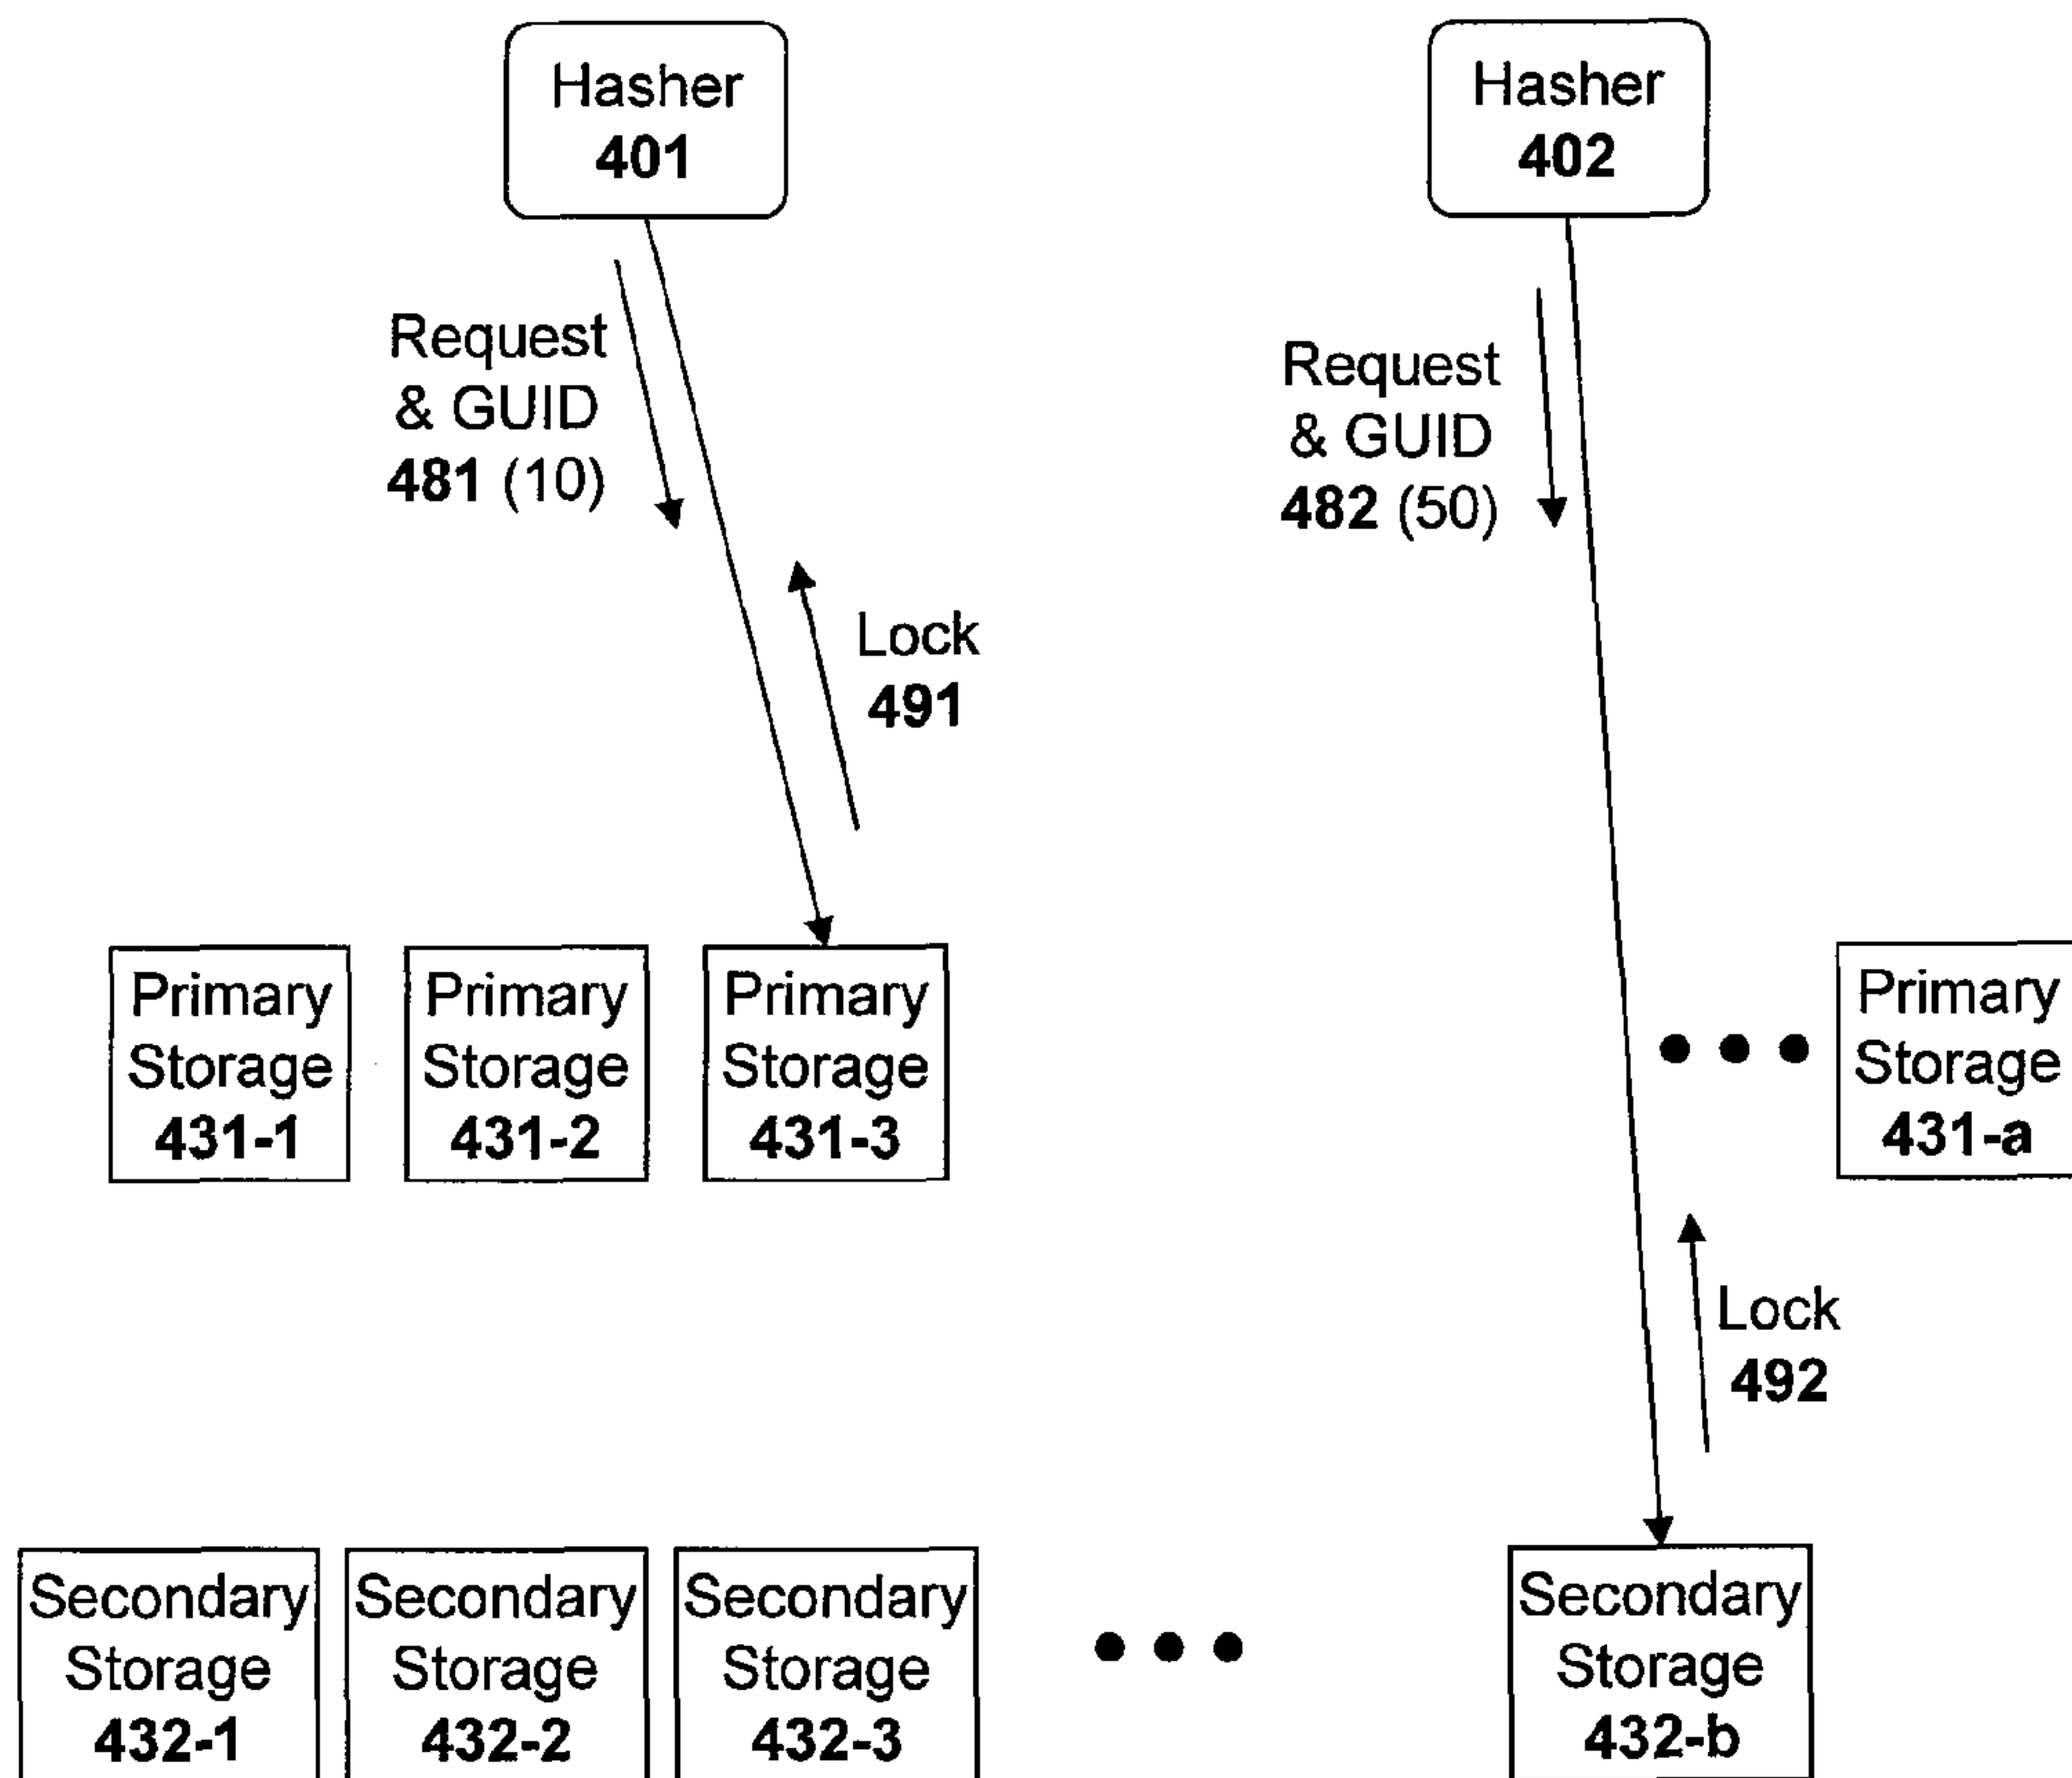 Hasher
401
Hasher
402
Request
& GUID
481 (10)
Request
& GUID
482 (50)
Lock
491
Primary
Storage
431-1
Primary
Storage
431-2
Primary
Storage
431-3
Primary
Storage
431-a
Lock
492
Secondary
Storage
432-1
Secondary
Storage
432-2
Secondary
Storage
432-3
Secondary
Storage
432-b